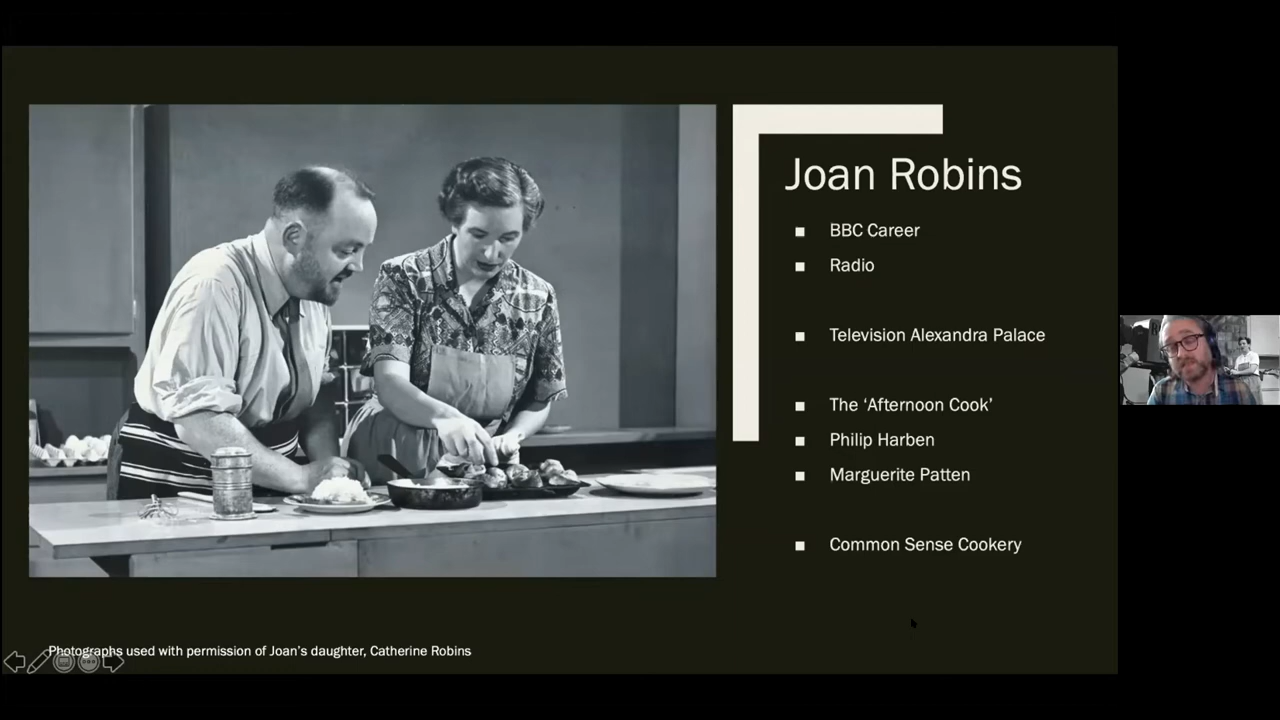 Joan Robins
BBC Career
Radio
Television Alexandra Palace
The ‘Afternoon Cook’
Philip Harben
Marguerite Patten
Common Sense Cookery
Photographs used with permission of Joan’s daughter, Catherine Robins